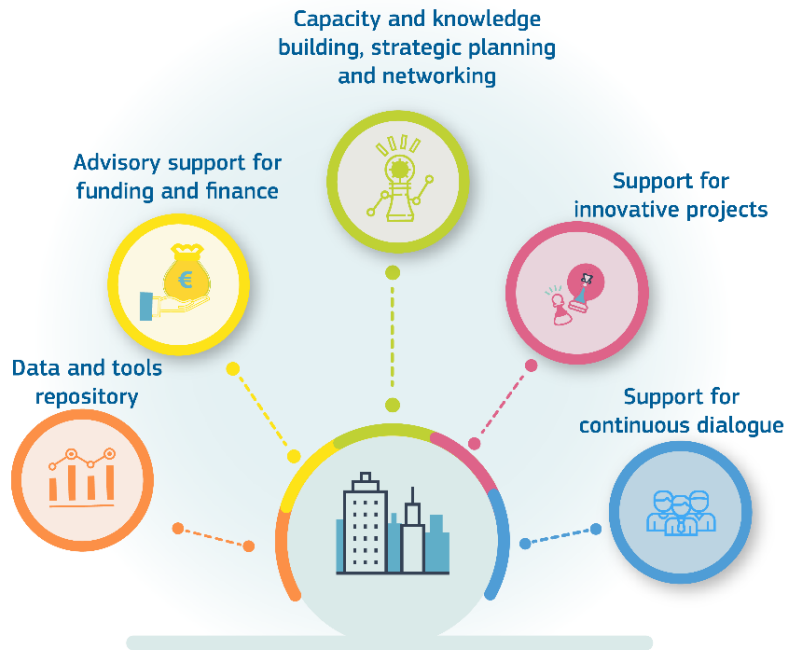 Capacity and knowledge
building, strategic planning
and networking
Advisory support for
funding and finance
€
Support for
innovative projects
Data and tools
repository
Support for
continuous dialogue